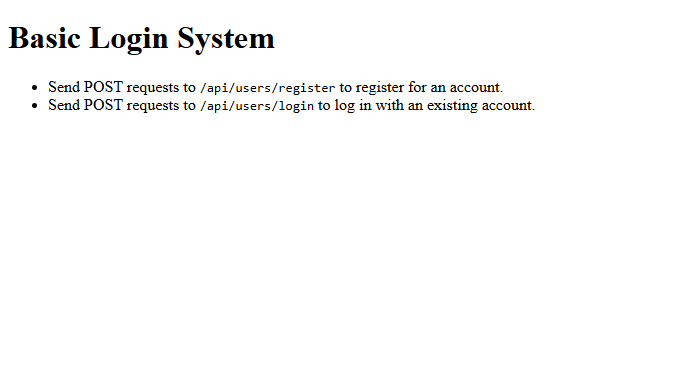 Basic Login System
Send POST requests to /api/users/register to register for an account.
Send POST requests to /api/users/login to log in with an existing account.